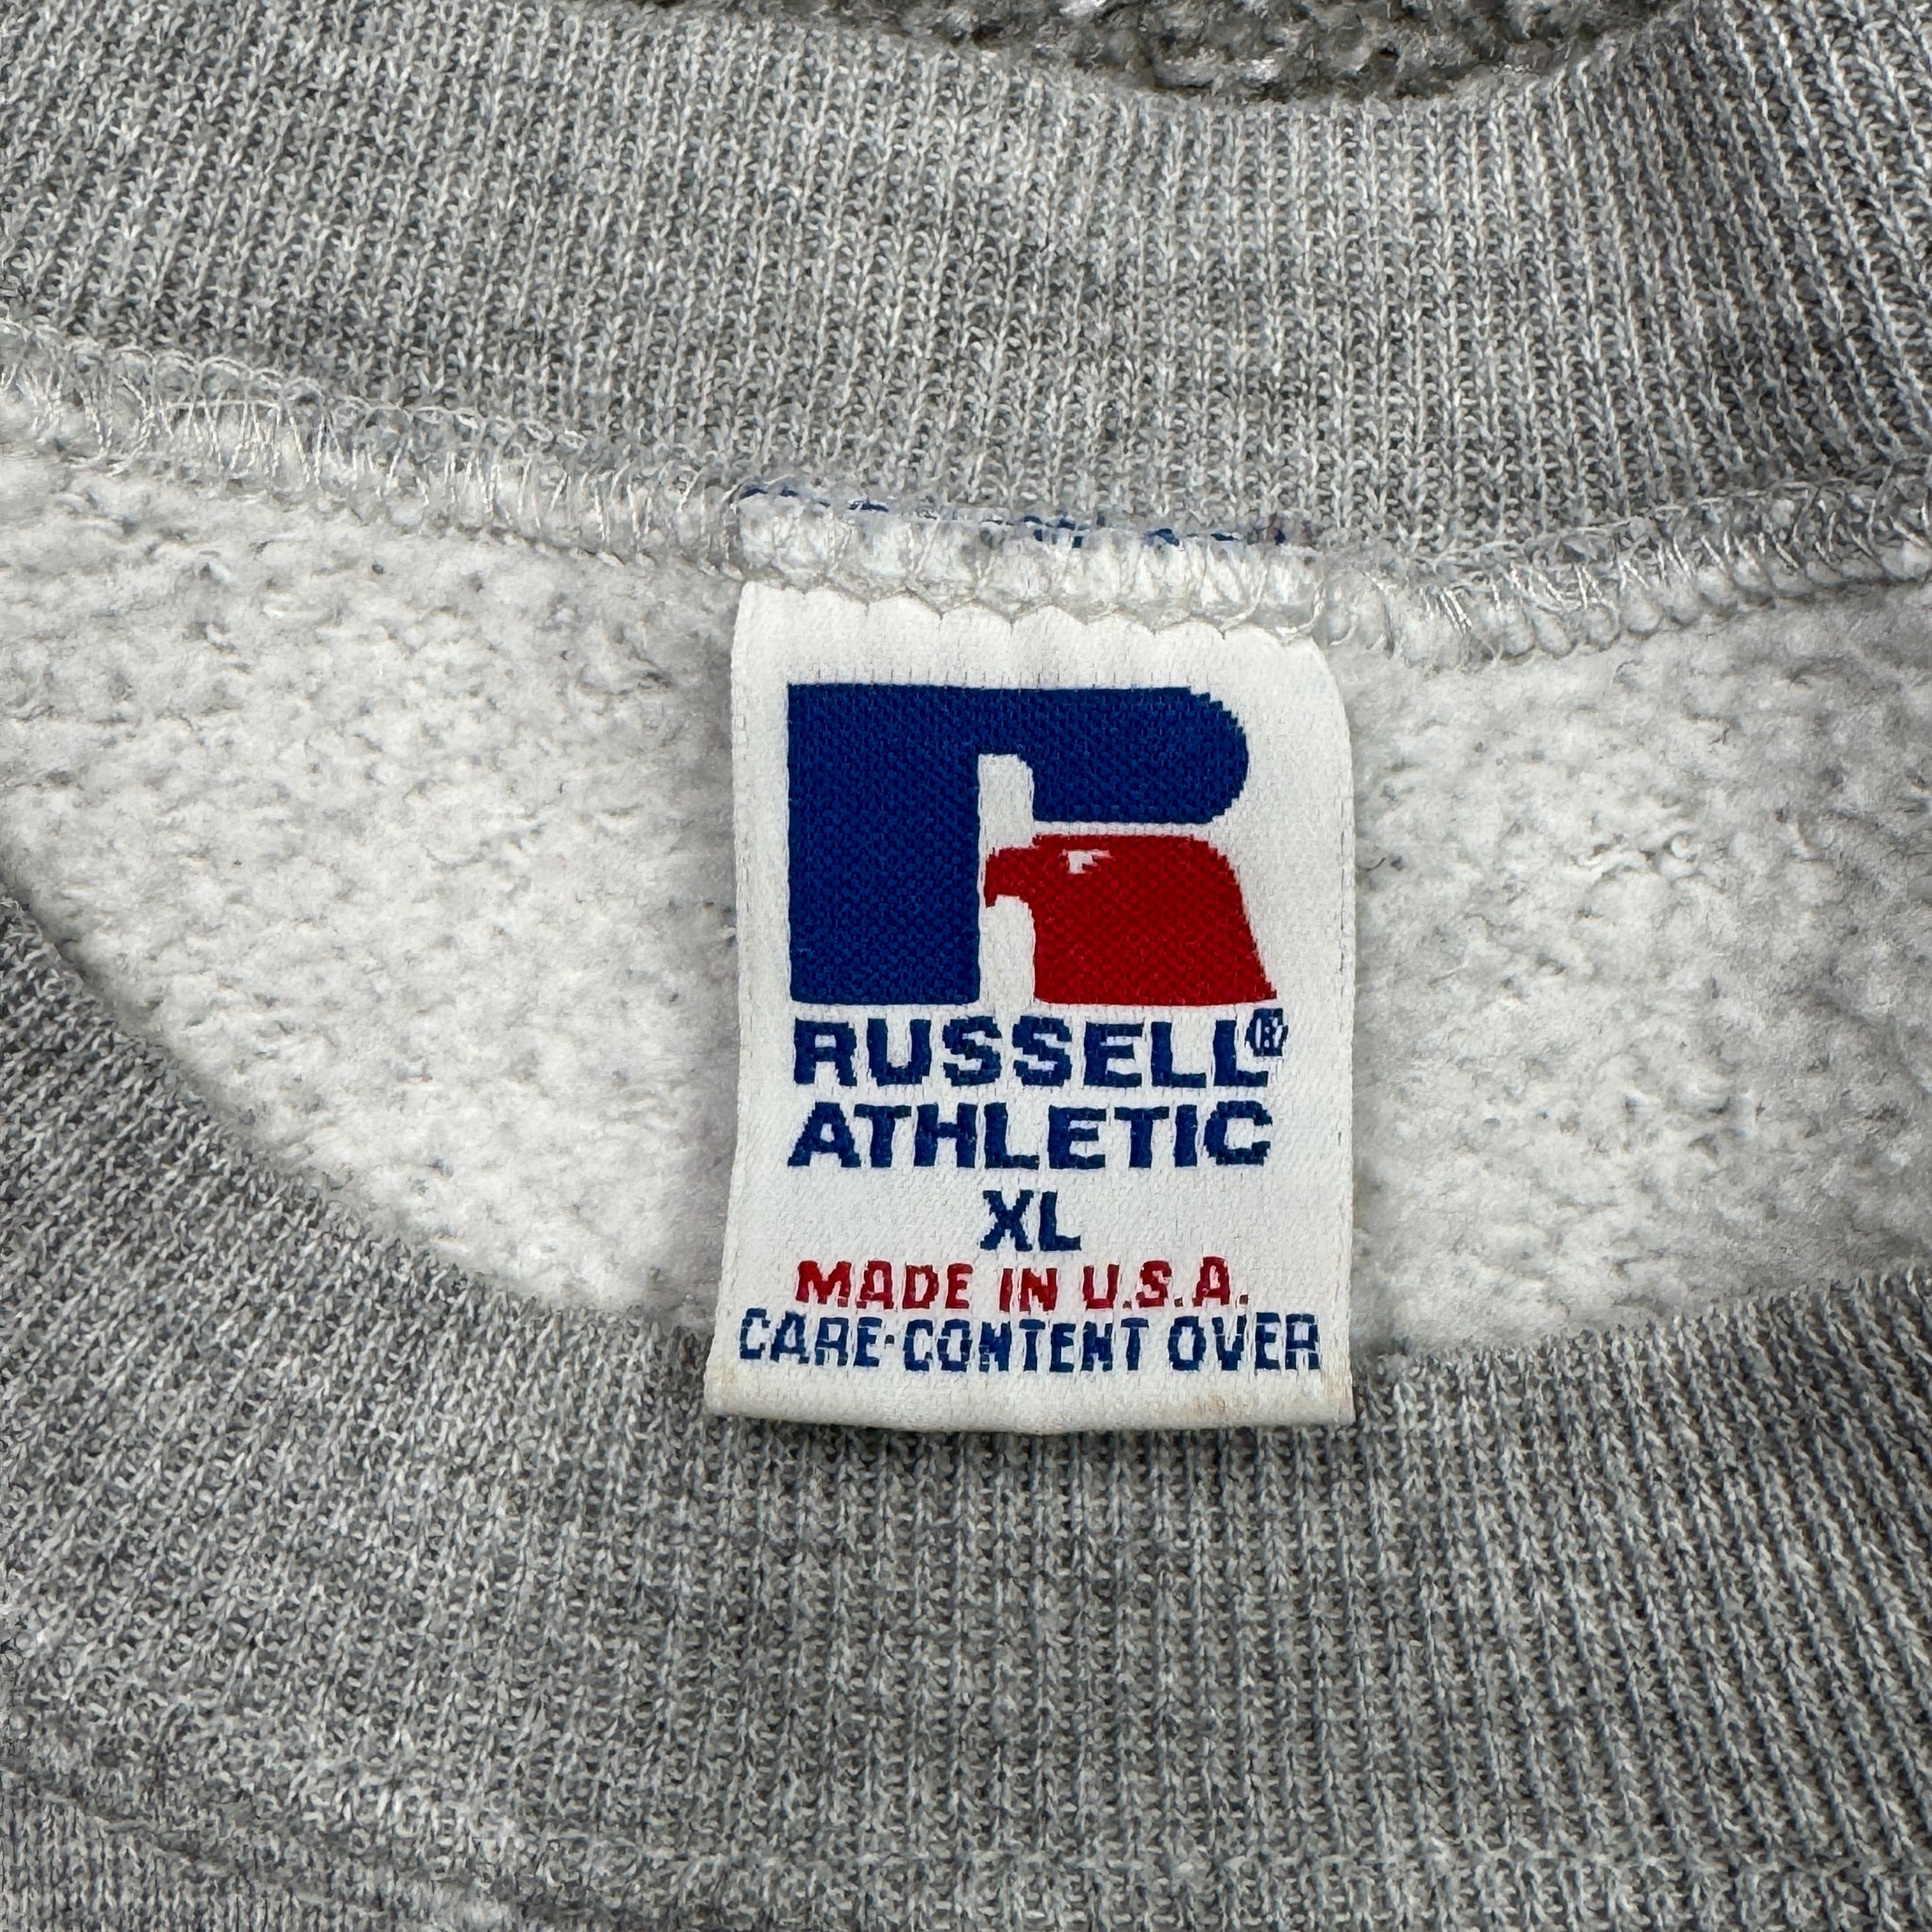 RUSSELL®
ATHLETIC
XL
MADE IN U.S.A.
CARE·CONTENT OVER